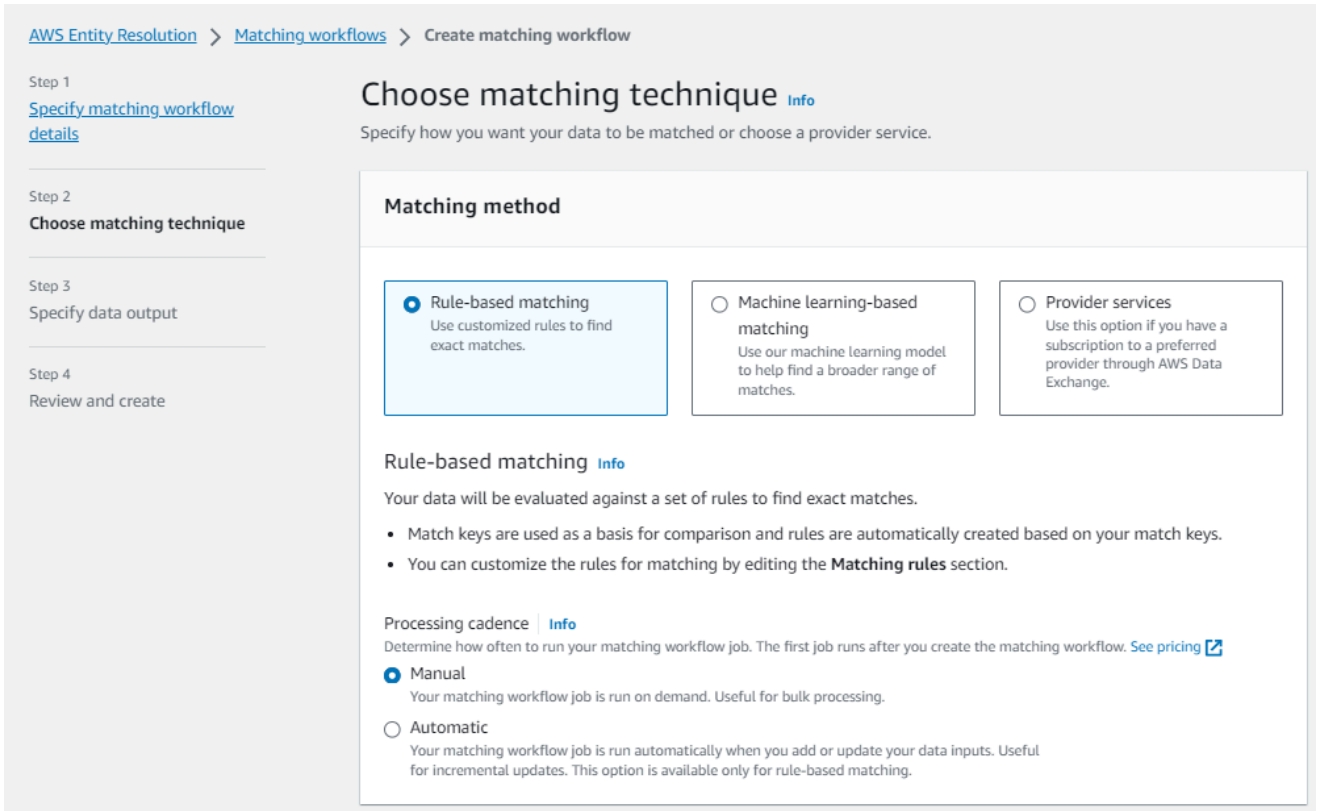 AWS Entity Resolution > Matching workflows > Create matching workflow
Step 1
Specify matching workflow
details
Step 2
Choose matching technique
Step 3
Specify data output
Step 4
Review and create
Choose matching technique Info
Specify how you want your data to be matched or choose a provider service.
Matching method
Rule-based matching
Use customized rules to find
exact matches.
Machine learning-based
matching
Use our machine learning model
to help find a broader range of
matches.
Provider services
Use this option if you have a
subscription to a preferred
provider through AWS Data
Exchange.
Rule-based matching Info
Your data will be evaluated against a set of rules to find exact matches.
• Match keys are used as a basis for comparison and rules are automatically created based on your match keys.
• You can customize the rules for matching by editing the Matching rules section.
Processing cadence Info
Determine how often to run your matching workflow job. The first job runs after you create the matching workflow. See pricing
Manual
Your matching workflow job is run on demand. Useful for bulk processing.
Automatic
Your matching workflow job is run automatically when you add or update your data inputs. Useful
for incremental updates. This option is available only for rule-based matching.